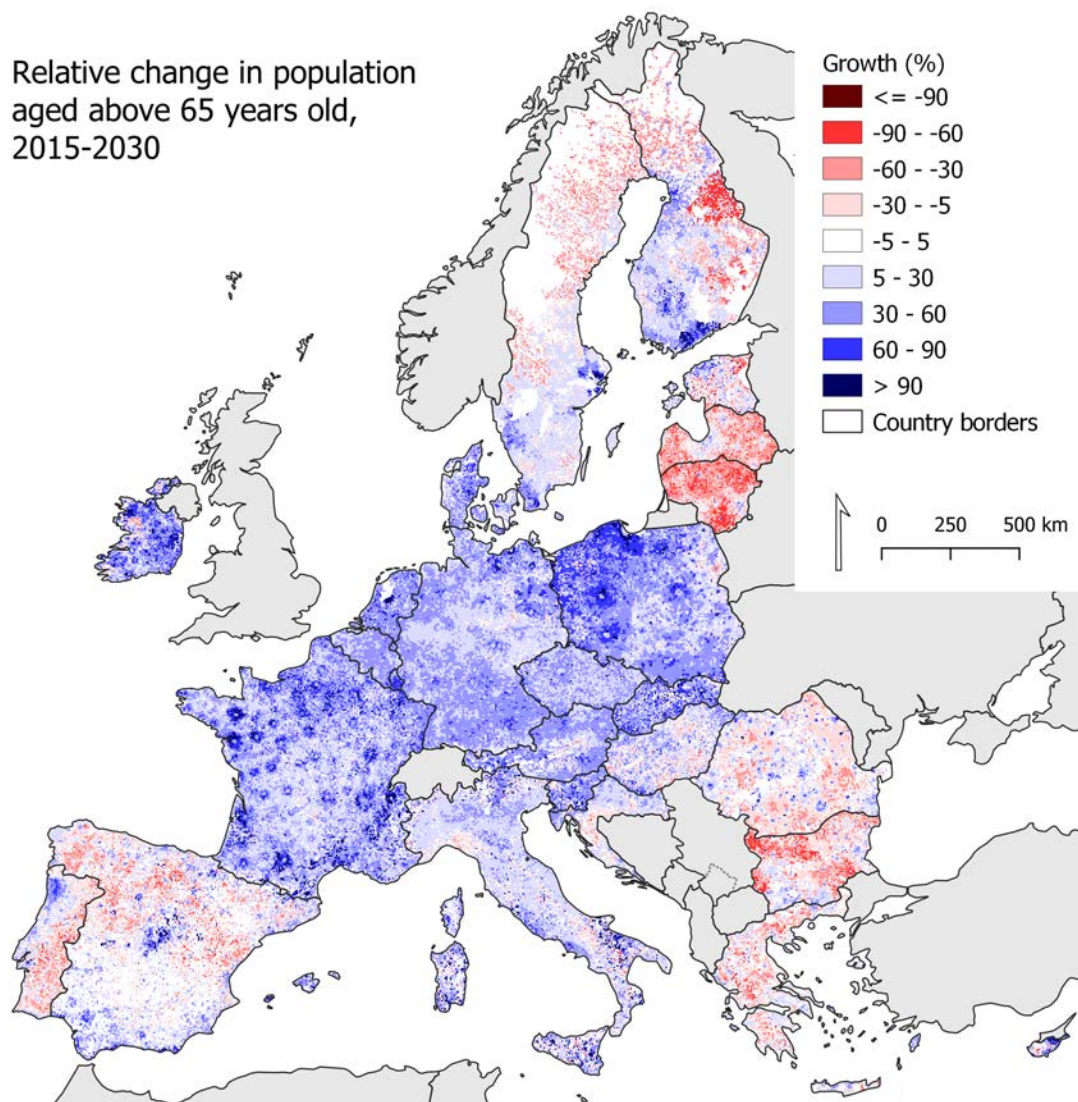 Relative change in population
aged above 65 years old,
2015-2030
Growth (%)
<= -90
-90 - -60
-60 - -30
-30 - -5
-5 - 5
5 - 30
30 - 60
60 - 90
> 90
Country borders
0 250 500 km